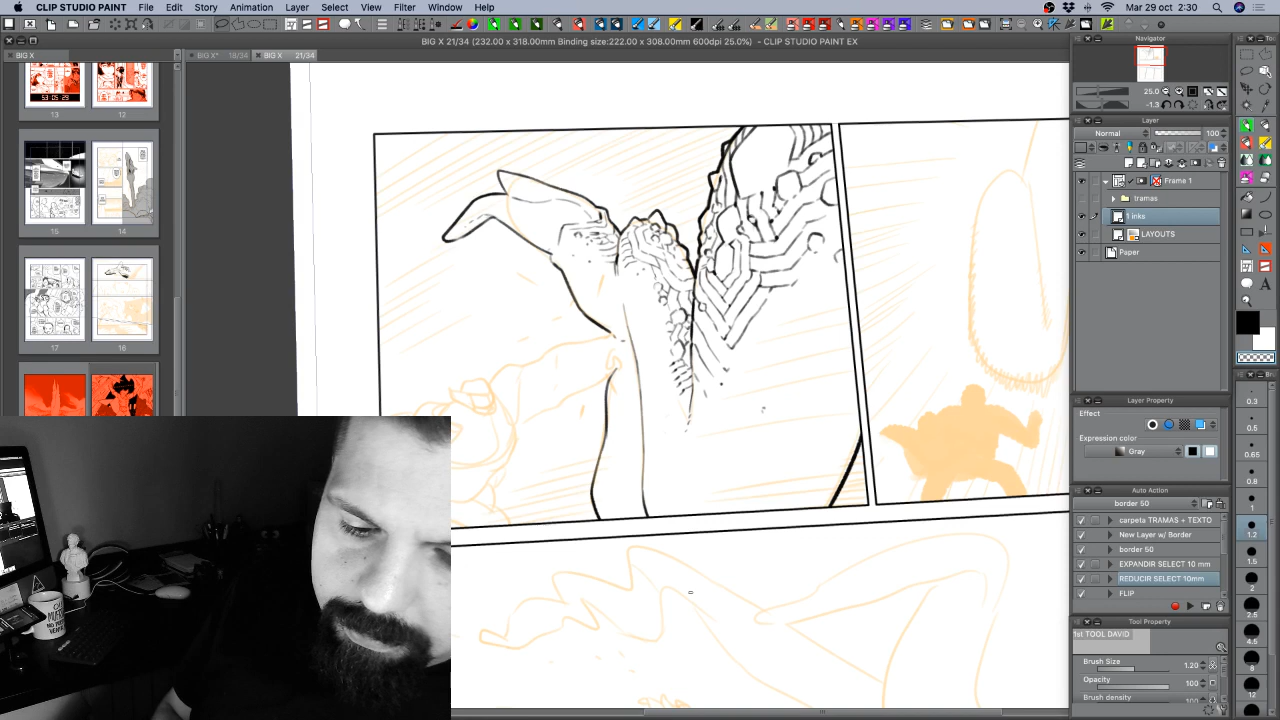 CLIP STUDIO PAINT File Edit Story Animation Layer Select View Filter Window Help
100% Mar 29 oct 2:30
BIG X 21/34 (232.00 x 318.00mm Binding size:222.00 x 308.00mm 600dpi 25.0%) - CLIP STUDIO PAINT EX
BIG X
BIG X* 18/34
BIG X 21/34
13 12
15 14
17 16
Navigator
25.0
-1.3
Layer
Normal 100
Frame 1
tramas
1 inks
LAYOUTS
Paper
Layer Property
Effect
Expression color
Gray
Auto Action
border 50
carpeta TRAMAS + TEXTO
New Layer w/ Border
border 50
EXPANDIR SELECT 10 mm
REDUCIR SELECT 10mm
FLIP
Tool Property
1st TOOL DAVID
Brush Size 1.20
Opacity 100
Brush density 100
0.3
0.5
0.65
0.8
1
1.2
1.5
2
2.5
4.5
8
12